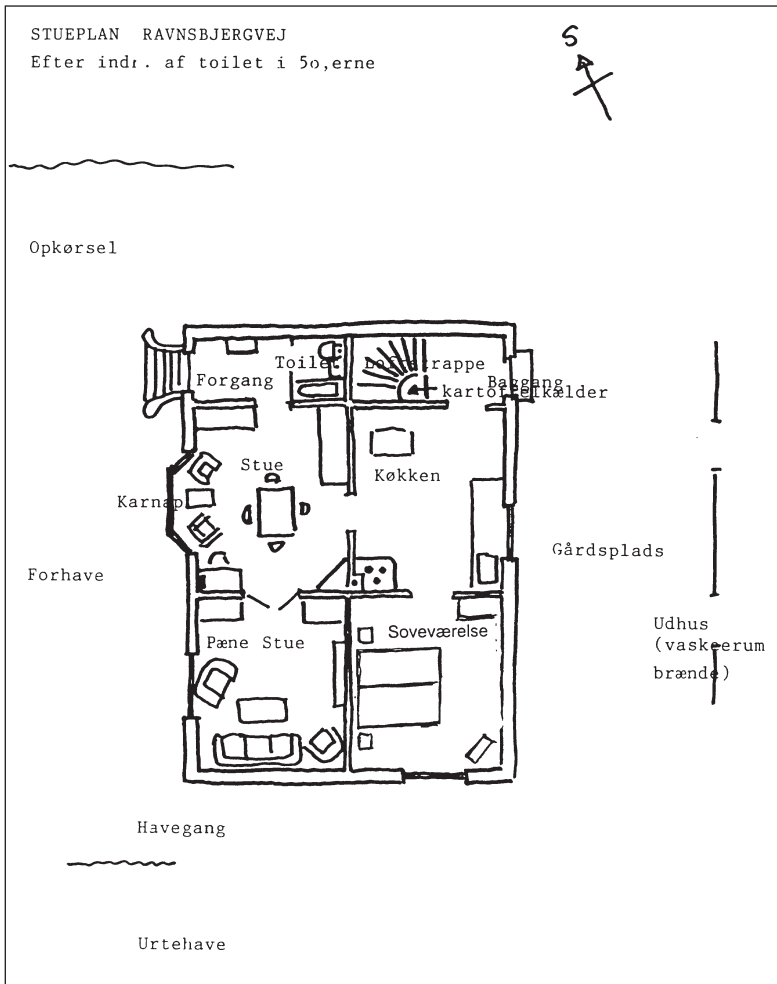 STUEPLAN RAVNSBJERGVEJ
Efter indr. af toilet i 5o,erne
S
Opkørsel
Toilet
Loftstrappe
Forgang
Baggang
kartoffelkælder
Stue
Køkken
Karnap
Gårdsplads
Forhave
Udhus
(vaskeerum
brænde)
Pæne Stue
Soveværelse
Havegang
Urtehave